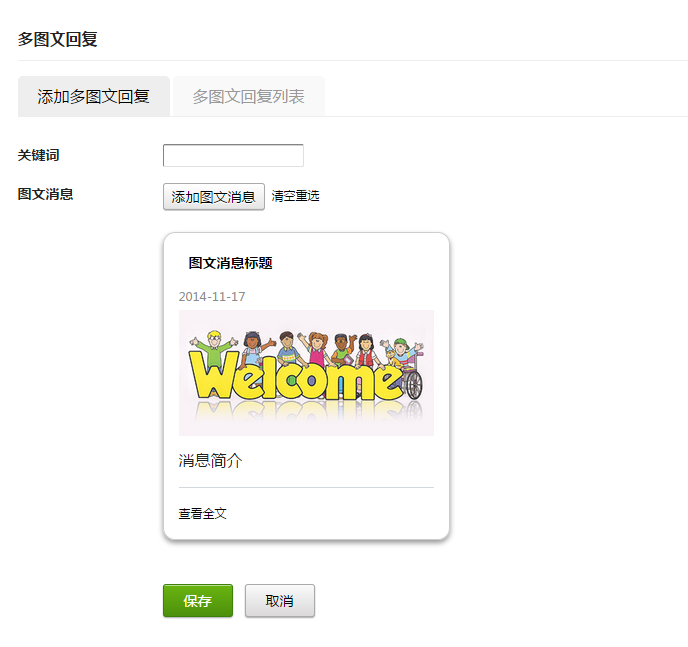 多图文回复
添加多图文回复 多图文回复列表
关键词
图文消息 添加图文消息 清空重选
图文消息标题
2014-11-17
Welcome
消息简介
查看全文
保存 取消